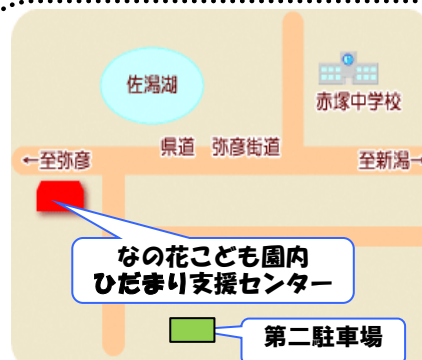 佐潟湖
赤塚中学校
県道 弥彦街道
←至弥彦
至新潟→
なの花こども園内
ひだまり支援センター
第二駐車場